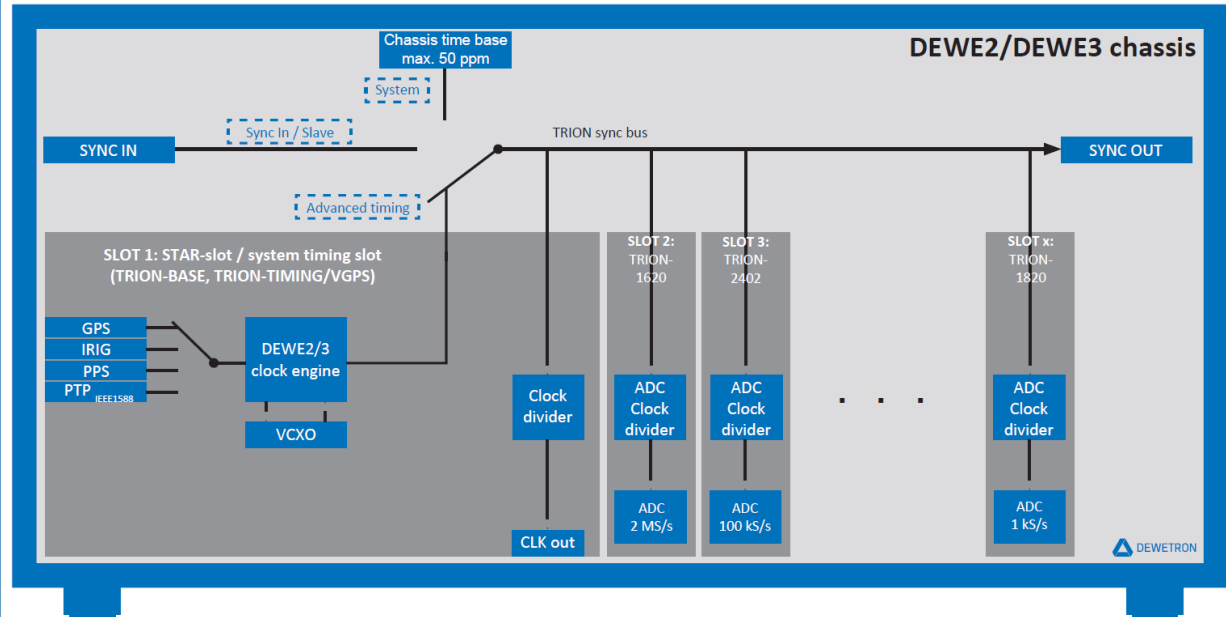 Chassis time base
max. 50 ppm
DEWE2/DEWE3 chassis
System
Sync In / Slave
TRION sync bus
SYNC IN
SYNC OUT
Advanced timing
SLOT 1: STAR-slot / system timing slot
(TRION-BASE, TRION-TIMING/VGPS)
SLOT 2:
TRION-
1620
SLOT 3:
TRION-
2402
SLOT x:
TRION-
1820
GPS
IRIG
PPS
PTP IEEE1588
DEWE2/3
clock engine
VCXO
Clock
divider
ADC
Clock
divider
ADC
Clock
divider
. . .
ADC
Clock
divider
ADC
2 MS/s
ADC
100 kS/s
ADC
1 kS/s
CLK out
DEWETRON